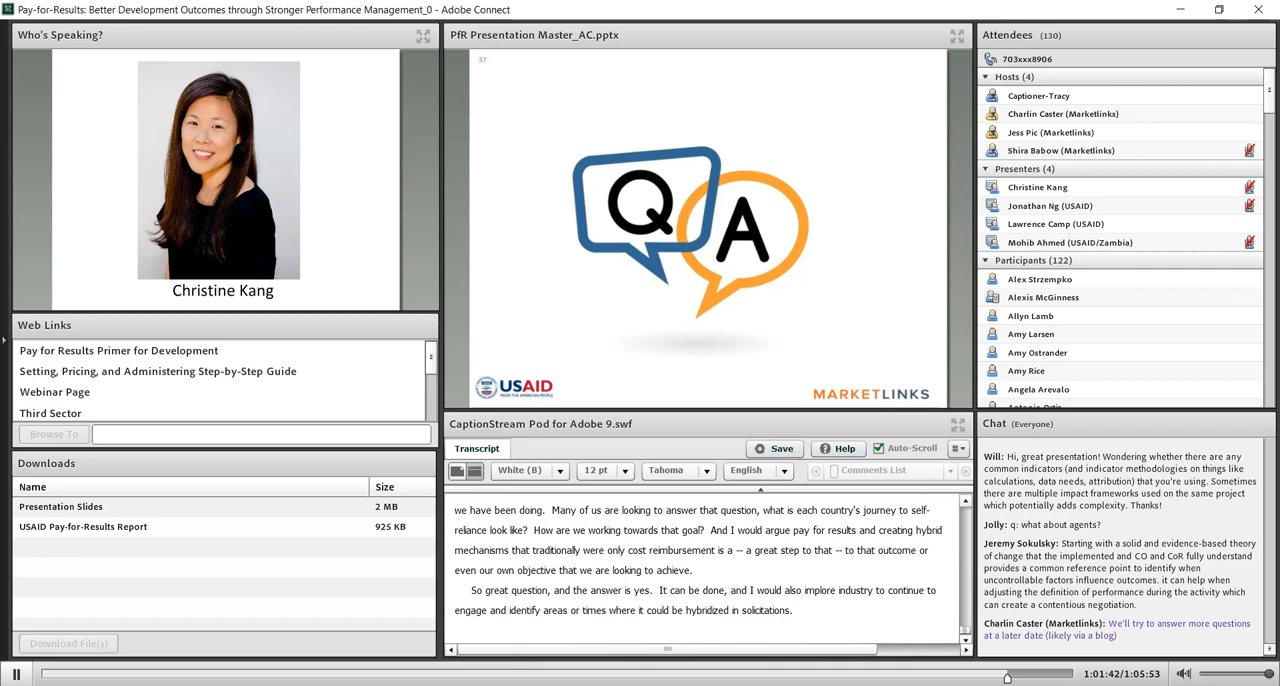 Pay-for-Results: Better Development Outcomes through Stronger Performance Management_0 - Adobe Connect
Who's Speaking?
Christine Kang
Web Links
Pay for Results Primer for Development
Setting, Pricing, and Administering Step-by-Step Guide
Webinar Page
Third Sector
Browse To
Downloads
Name Size
Presentation Slides 2 MB
USAID Pay-for-Results Report 925 KB
Download File(s)
PfR Presentation Master_AC.pptx
37
Q A
USAID
FROM THE AMERICAN PEOPLE
MARKETLINKS
CaptionStream Pod for Adobe 9.swf
Transcript Save Help Auto-Scroll
White (B) 12 pt Tahoma English Comments List
we have been doing. Many of us are looking to answer that question, what is each country's journey to self-
reliance look like? How are we working towards that goal? And I would argue pay for results and creating hybrid
mechanisms that traditionally were only cost reimbursement is a -- a great step to that -- to that outcome or
even our own objective that we are looking to achieve.
So great question, and the answer is yes. It can be done, and I would also implore industry to continue to
engage and identify areas or times where it could be hybridized in solicitations.
Attendees (130)
703xxx8906
Hosts (4)
Captioner-Tracy
Charlin Caster (Marketlinks)
Jess Pic (Marketlinks)
Shira Babow (Marketlinks)
Presenters (4)
Christine Kang
Jonathan Ng (USAID)
Lawrence Camp (USAID)
Mohib Ahmed (USAID/Zambia)
Participants (122)
Alex Strzempko
Alexis McGinness
Allyn Lamb
Amy Larsen
Amy Ostrander
Amy Rice
Angela Arevalo
Chat (Everyone)
Will: Hi, great presentation! Wondering whether there are any
common indicators (and indicator methodologies on things like
calculations, data needs, attribution) that you're using. Sometimes
there are multiple impact frameworks used on the same project
which potentially adds complexity. Thanks!
Jolly: q: what about agents?
Jeremy Sokulsky: Starting with a solid and evidence-based theory
of change that the implemented and CO and CoR fully understand
provides a common reference point to identify when
uncontrollable factors influence outcomes. it can help when
adjusting the definition of performance during the activity which
can create a contentious negotiation.
Charlin Caster (Marketlinks): We'll try to answer more questions
at a later date (likely via a blog)
1:01:42/1:05:53